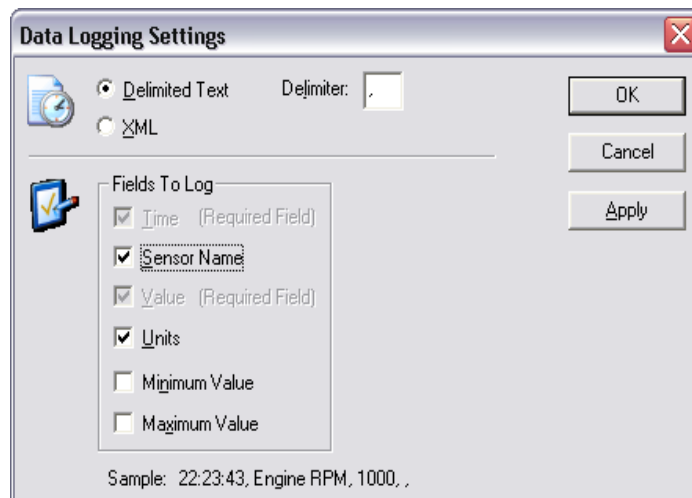 Data Logging Settings
Delimited Text Delimiter: ,
XML
OK
Cancel
Apply
Fields To Log
Time (Required Field)
Sensor Name
Value (Required Field)
Units
Minimum Value
Maximum Value
Sample: 22:23:43, Engine RPM, 1000, ,